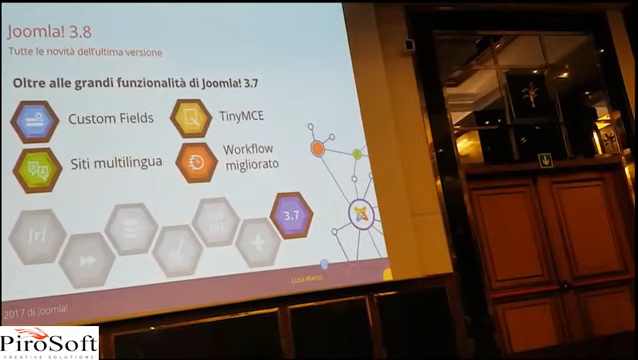 Joomla! 3.8
Tutte le novità dell'ultima versione
Oltre alle grandi funzionalità di Joomla! 3.7
Custom Fields
TinyMCE
Siti multilingua
Workflow
migliorato
3.7
Luca Marzo
2017 di Joomla!
PiroSoft
CREATIVE SOLUTIONS